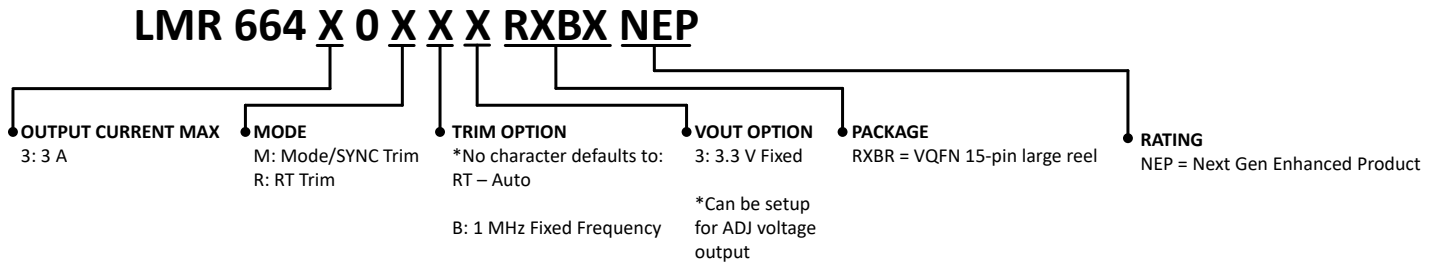 LMR 664 X 0 X X X RXBX NEP
OUTPUT CURRENT MAX
3: 3 A
MODE
M: Mode/SYNC Trim
R: RT Trim
TRIM OPTION
*No character defaults to:
RT – Auto
B: 1 MHz Fixed Frequency
VOUT OPTION
3: 3.3 V Fixed
*Can be setup
for ADJ voltage
output
PACKAGE
RXBR = VQFN 15-pin large reel
RATING
NEP = Next Gen Enhanced Product